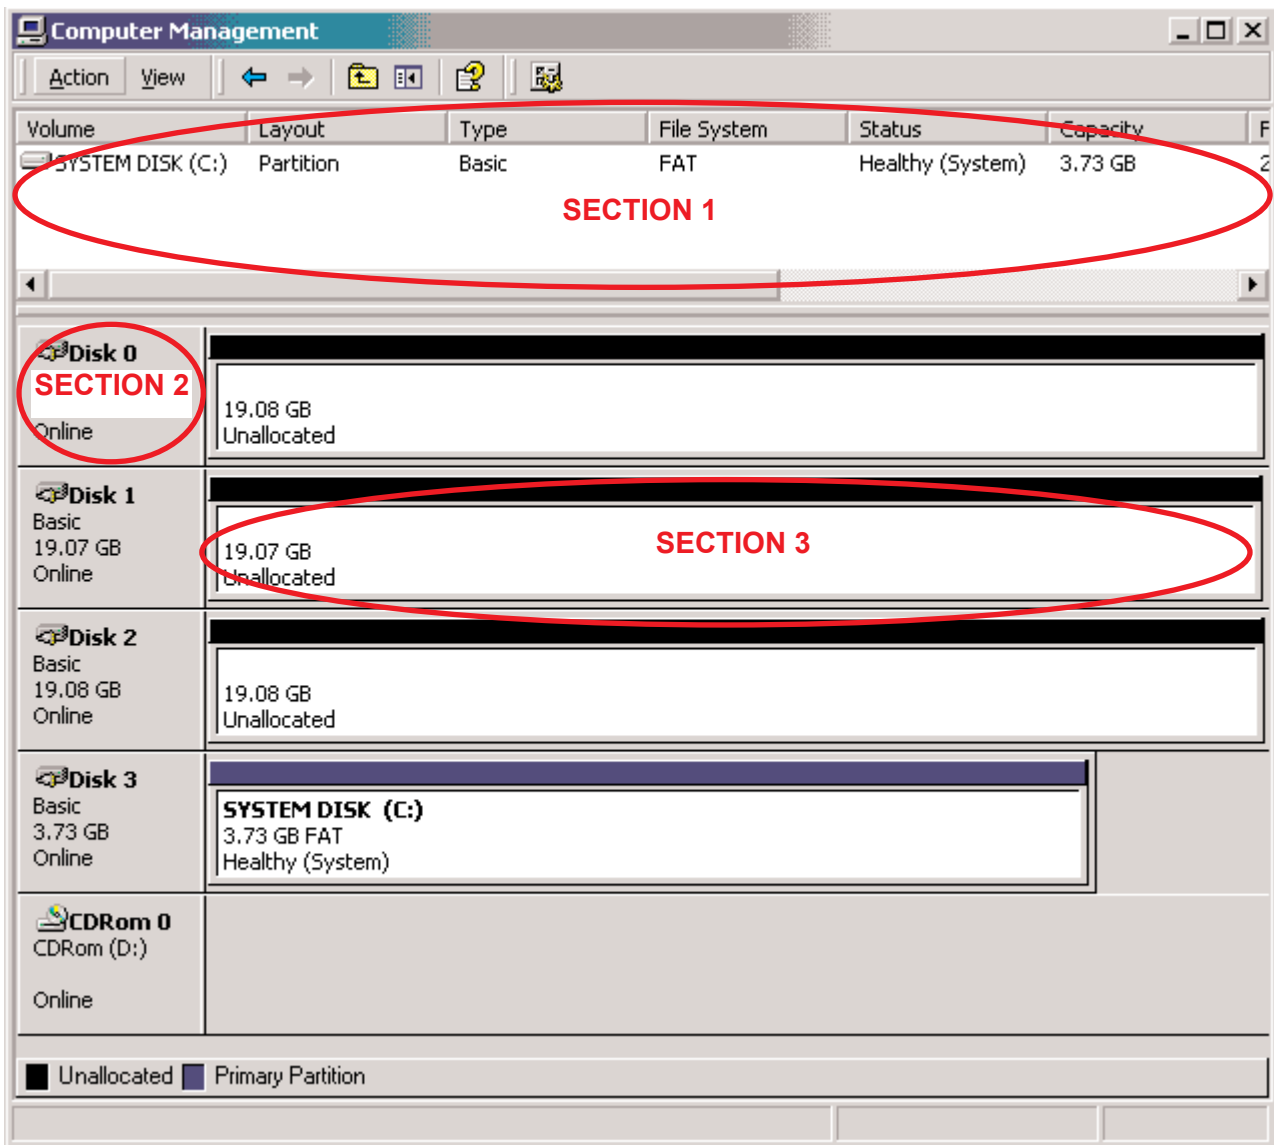 Computer Management
Action View
Volume Layout Type File System Status Capacity F
SYSTEM DISK (C:) Partition Basic FAT Healthy (System) 3.73 GB 2
SECTION 1
Disk 0
SECTION 2
Online
19.08 GB
Unallocated
Disk 1
Basic
19.07 GB
Online
19.07 GB
Unallocated
SECTION 3
Disk 2
Basic
19.08 GB
Online
19.08 GB
Unallocated
Disk 3
Basic
3.73 GB
Online
SYSTEM DISK (C:)
3.73 GB FAT
Healthy (System)
CDRom 0
CDRom (D:)
Online
Unallocated Primary Partition